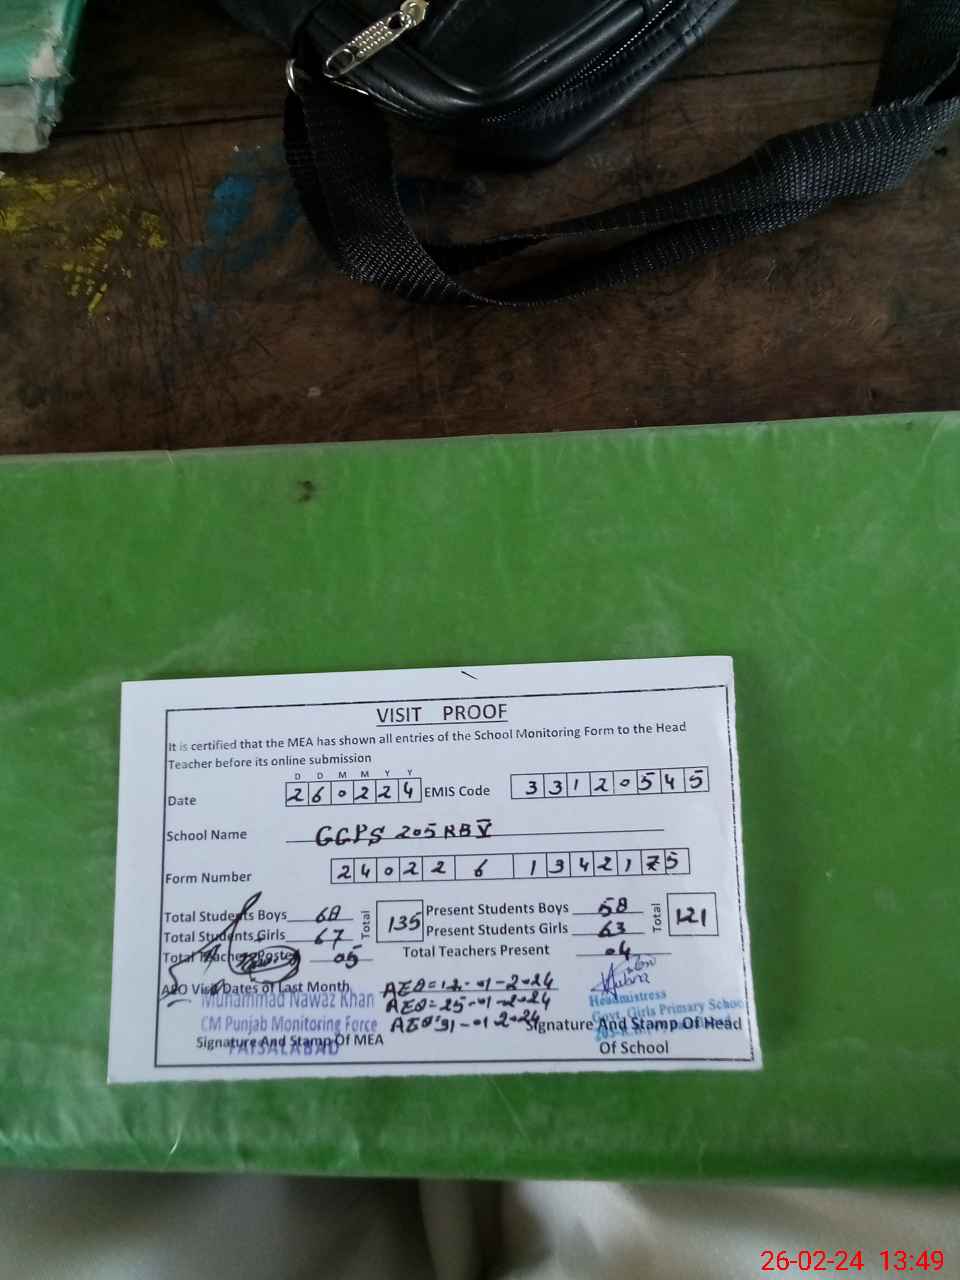 VISIT PROOF
It is certified that the MEA has shown all entries of the School Monitoring Form to the Head
Teacher before its online submission
D D M M Y Y
Date 2 6 0 2 2 4 EMIS Code 3 3 1 2 0 5 4 5
School Name GGPS 205 RB V
Form Number 2 4 0 2 2 6 1 3 4 2 1 7 5
Total Students Boys 68 Total 135 Present Students Boys 58 Total 121
Total Students Girls 67 Present Students Girls 63
Total Teachers Posted 05 Total Teachers Present 04
AEO Visit Dates of Last Month AEO=12-01-2024
AEO=25-01-2024
AEO=31-01-2024
Muhammad Nawaz Khan
CM Punjab Monitoring Force
FAISALABAD
Signature And Stamp Of MEA
Headmistress
Govt. Girls Primary School
Signature And Stamp Of Head
Of School
26-02-24 13:49